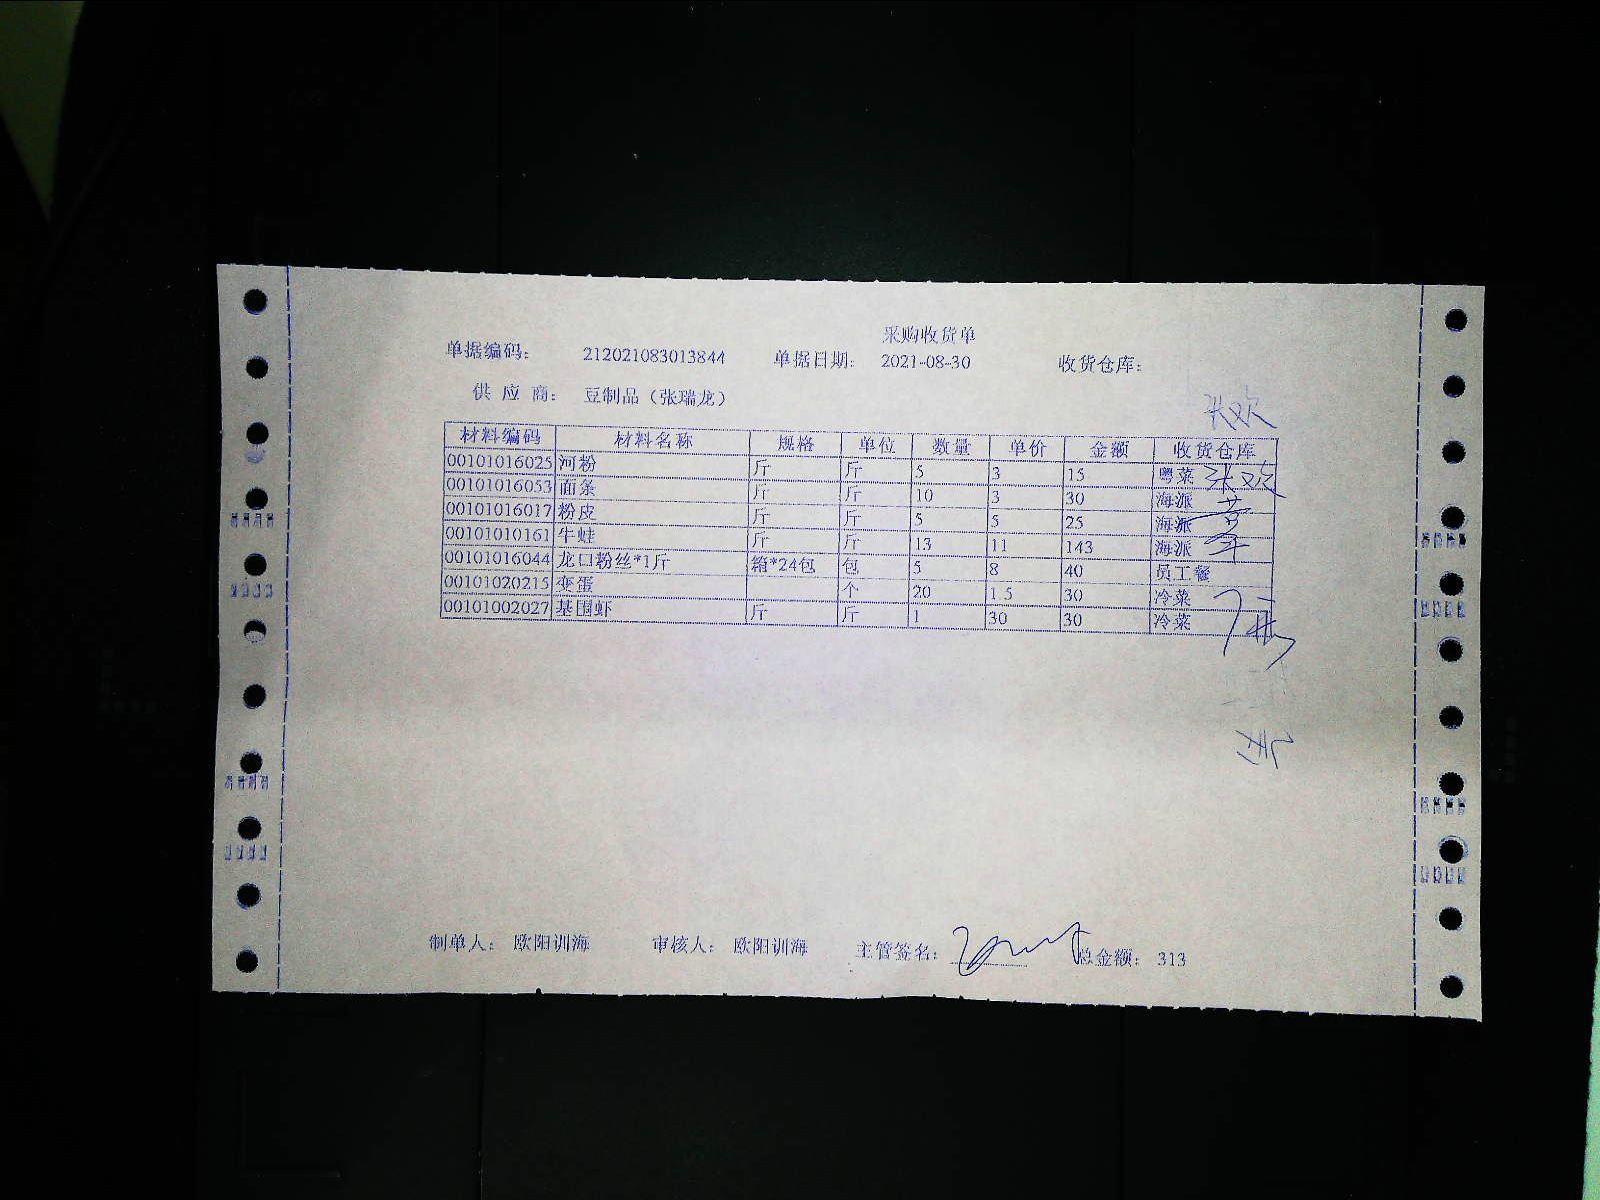 采购收货单
单据编码: 212021083013844 单据日期: 2021-08-30 收货仓库:
供 应 商: 豆制品（张瑞龙）
张欢
材料编码 材料名称 规格 单位 数量 单价 金额 收货仓库
00101016025 河粉 斤 斤 5 3 15 粤菜 张欢
00101016053 面条 斤 斤 10 3 30 海派
00101016017 粉皮 斤 斤 5 5 25 海派
00101010161 牛蛙 斤 斤 13 11 143 海派
00101016044 龙口粉丝*1斤 箱*24包 包 5 8 40 员工餐
00101020215 变蛋 个 20 1.5 30 冷菜
00101002027 基围虾 斤 斤 1 30 30 冷菜
制单人: 欧阳训海 审核人: 欧阳训海 主管签名: 总金额: 313